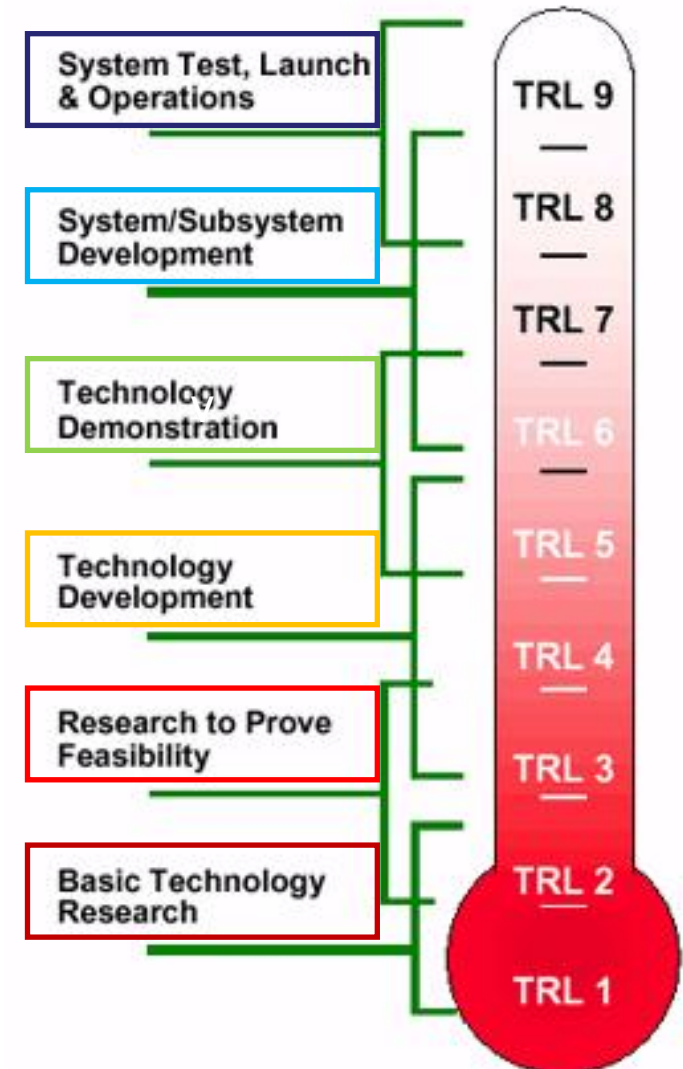 System Test, Launch
& Operations
System/Subsystem
Development
Technology
Demonstration
Technology
Development
Research to Prove
Feasibility
Basic Technology
Research
TRL 9
TRL 8
TRL 7
TRL 6
TRL 5
TRL 4
TRL 3
TRL 2
TRL 1